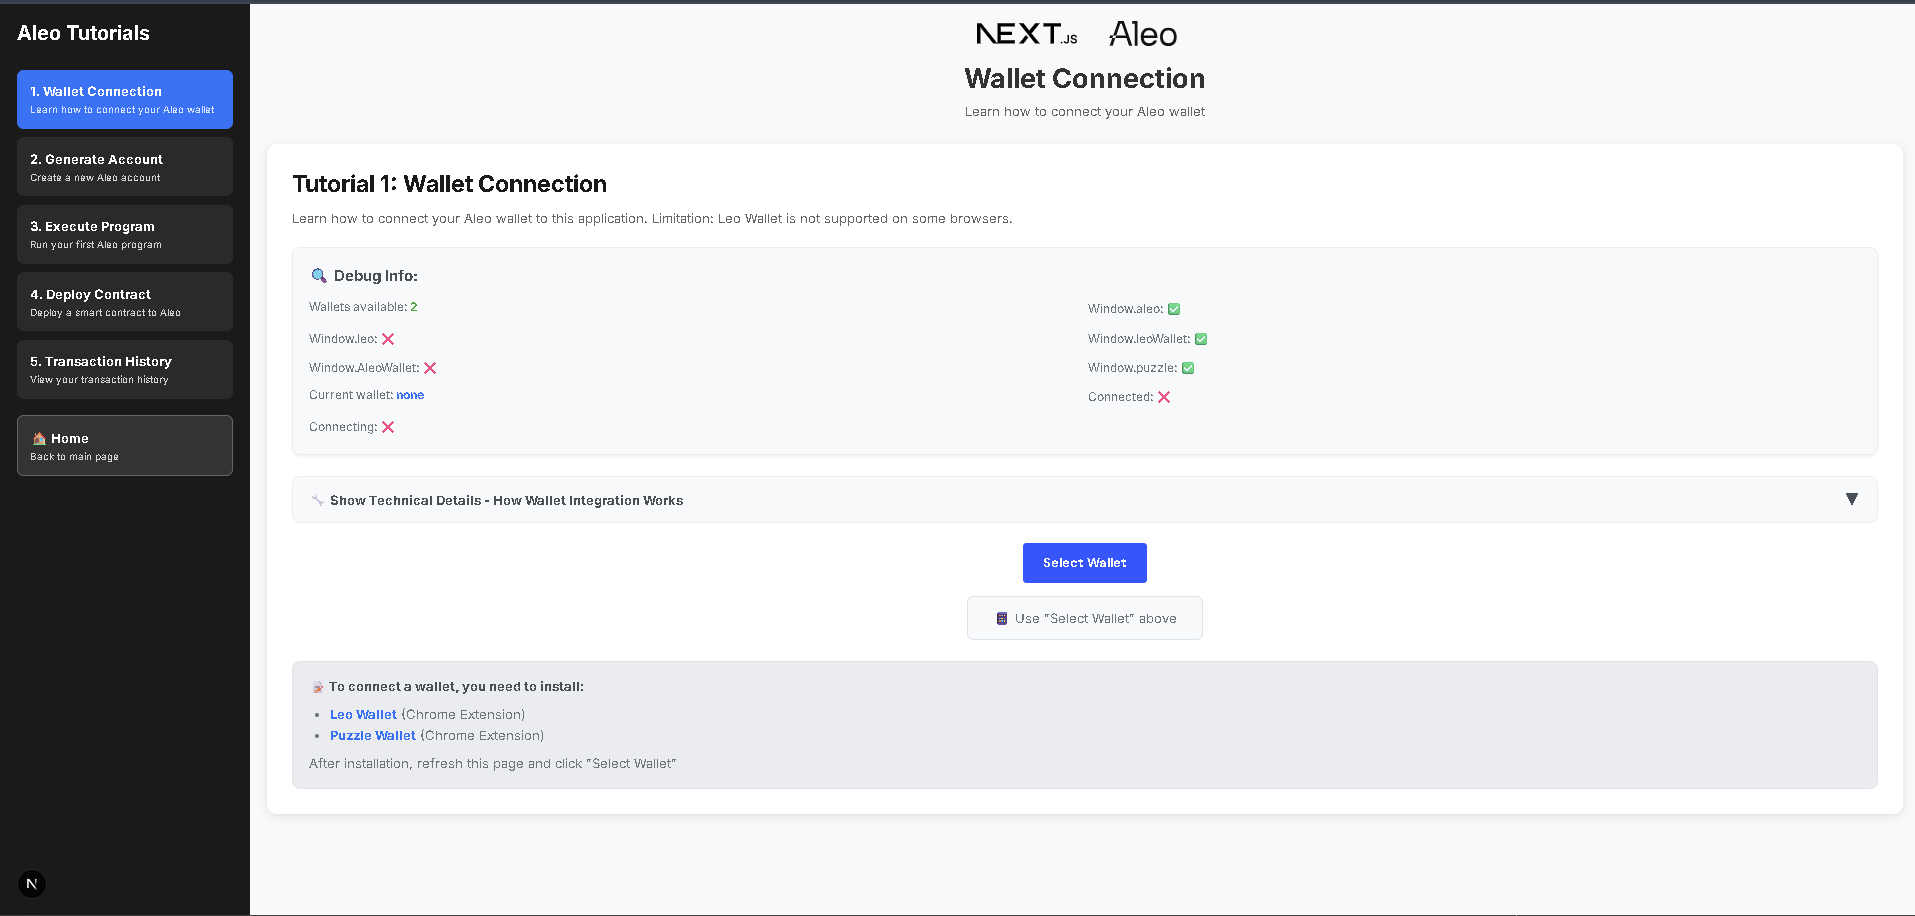 Aleo Tutorials
1. Wallet Connection
Learn how to connect your Aleo wallet
2. Generate Account
Create a new Aleo account
3. Execute Program
Run your first Aleo program
4. Deploy Contract
Deploy a smart contract to Aleo
5. Transaction History
View your transaction history
Home
Back to main page
N
NEXT.JS Aleo
Wallet Connection
Learn how to connect your Aleo wallet
Tutorial 1: Wallet Connection
Learn how to connect your Aleo wallet to this application. Limitation: Leo Wallet is not supported on some browsers.
🔍 Debug Info:
Wallets available: 2
Window.aleo: ✅
Window.leo: ❌
Window.leoWallet: ✅
Window.AleoWallet: ❌
Window.puzzle: ✅
Current wallet: none
Connected: ❌
Connecting: ❌
🔧 Show Technical Details - How Wallet Integration Works ▼
Select Wallet
Use "Select Wallet" above
📝 To connect a wallet, you need to install:
• Leo Wallet (Chrome Extension)
• Puzzle Wallet (Chrome Extension)
After installation, refresh this page and click "Select Wallet"